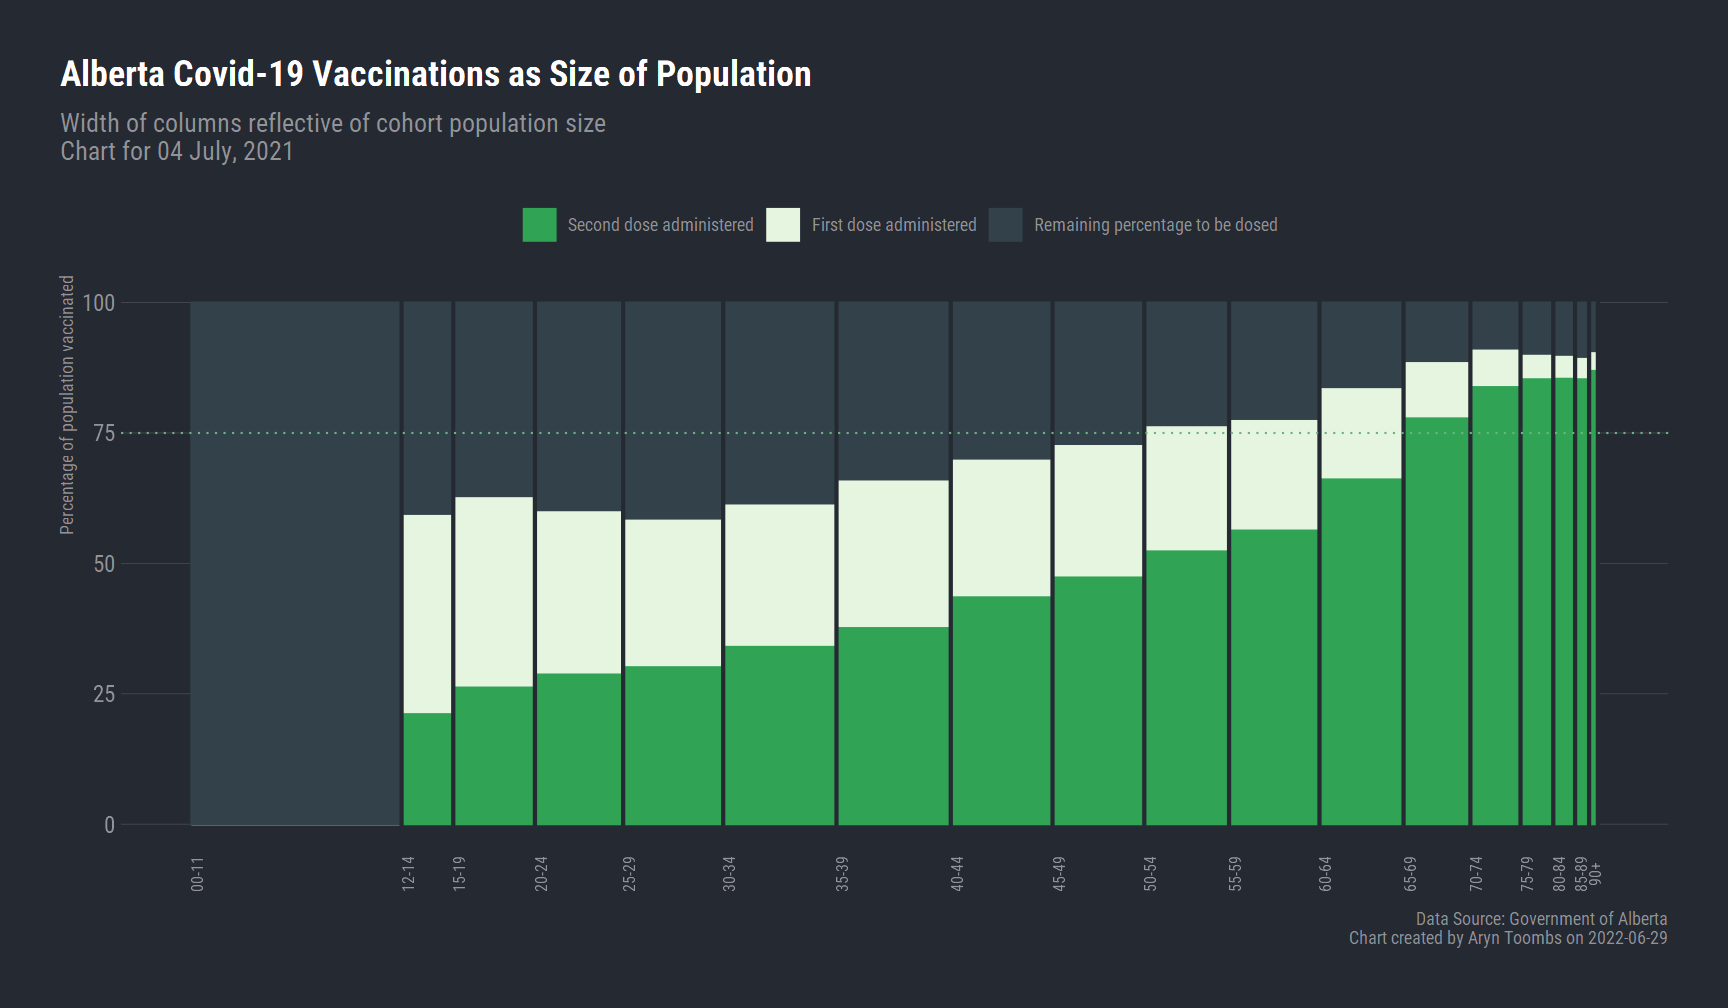 Alberta Covid-19 Vaccinations as Size of Population
Width of columns reflective of cohort population size
Chart for 04 July, 2021
Second dose administered
First dose administered
Remaining percentage to be dosed
Percentage of population vaccinated
100
75
50
25
0
00-11
12-14
15-19
20-24
25-29
30-34
35-39
40-44
45-49
50-54
55-59
60-64
65-69
70-74
75-79
80-84
85-89
90+
Data Source: Government of Alberta
Chart created by Aryn Toombs on 2022-06-29